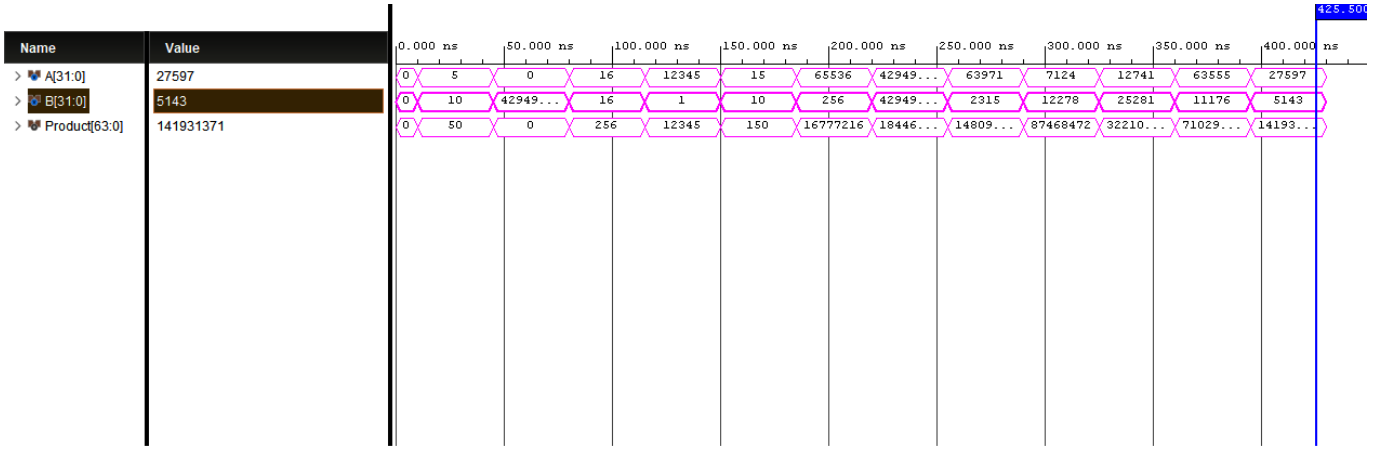 425.500
Name Value 0.000 ns 50.000 ns 100.000 ns 150.000 ns 200.000 ns 250.000 ns 300.000 ns 350.000 ns 400.000 ns
> A[31:0] 27597 0 5 0 16 12345 15 65536 42949... 63971 7124 12741 63555 27597
> B[31:0] 5143 0 10 42949... 16 1 10 256 42949... 2315 12278 25281 11176 5143
> Product[63:0] 141931371 0 50 0 256 12345 150 16777216 18446... 14809... 87468472 32210... 71029... 14193...